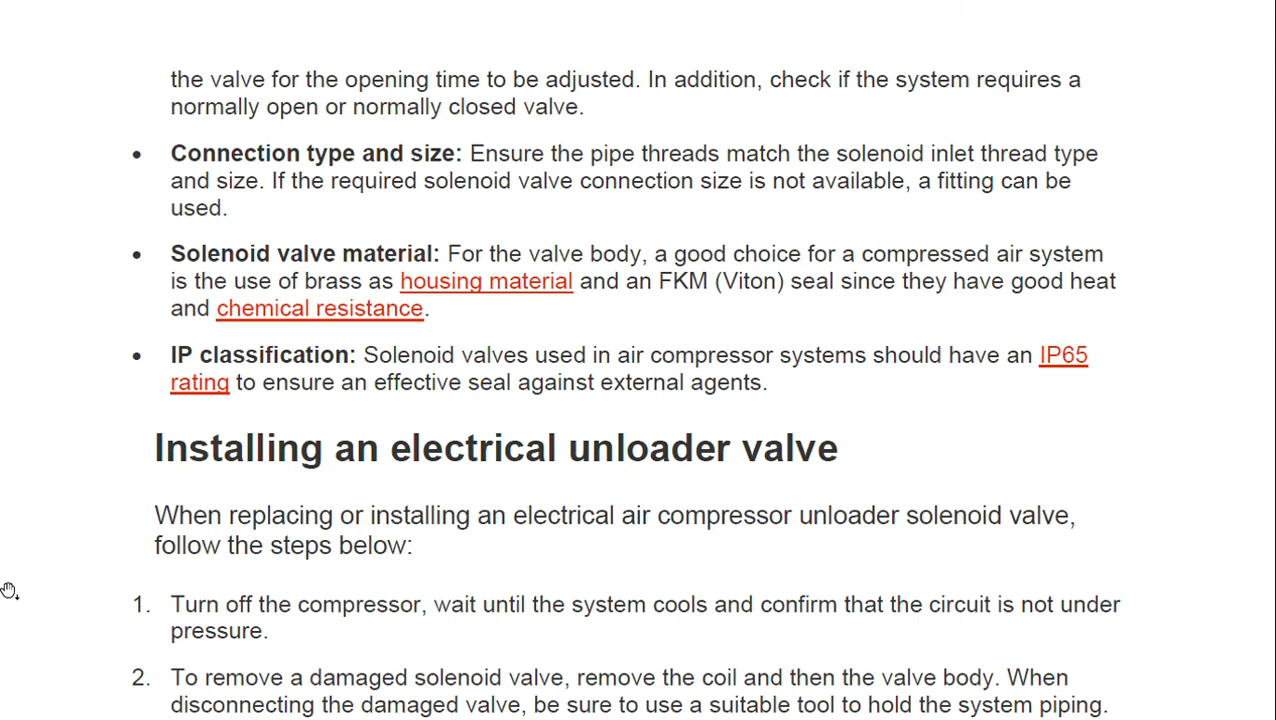 the valve for the opening time to be adjusted. In addition, check if the system requires a
normally open or normally closed valve.
• Connection type and size: Ensure the pipe threads match the solenoid inlet thread type
and size. If the required solenoid valve connection size is not available, a fitting can be
used.
• Solenoid valve material: For the valve body, a good choice for a compressed air system
is the use of brass as housing material and an FKM (Viton) seal since they have good heat
and chemical resistance.
• IP classification: Solenoid valves used in air compressor systems should have an IP65
rating to ensure an effective seal against external agents.
Installing an electrical unloader valve
When replacing or installing an electrical air compressor unloader solenoid valve,
follow the steps below:
1. Turn off the compressor, wait until the system cools and confirm that the circuit is not under
pressure.
2. To remove a damaged solenoid valve, remove the coil and then the valve body. When
disconnecting the damaged valve, be sure to use a suitable tool to hold the system piping.